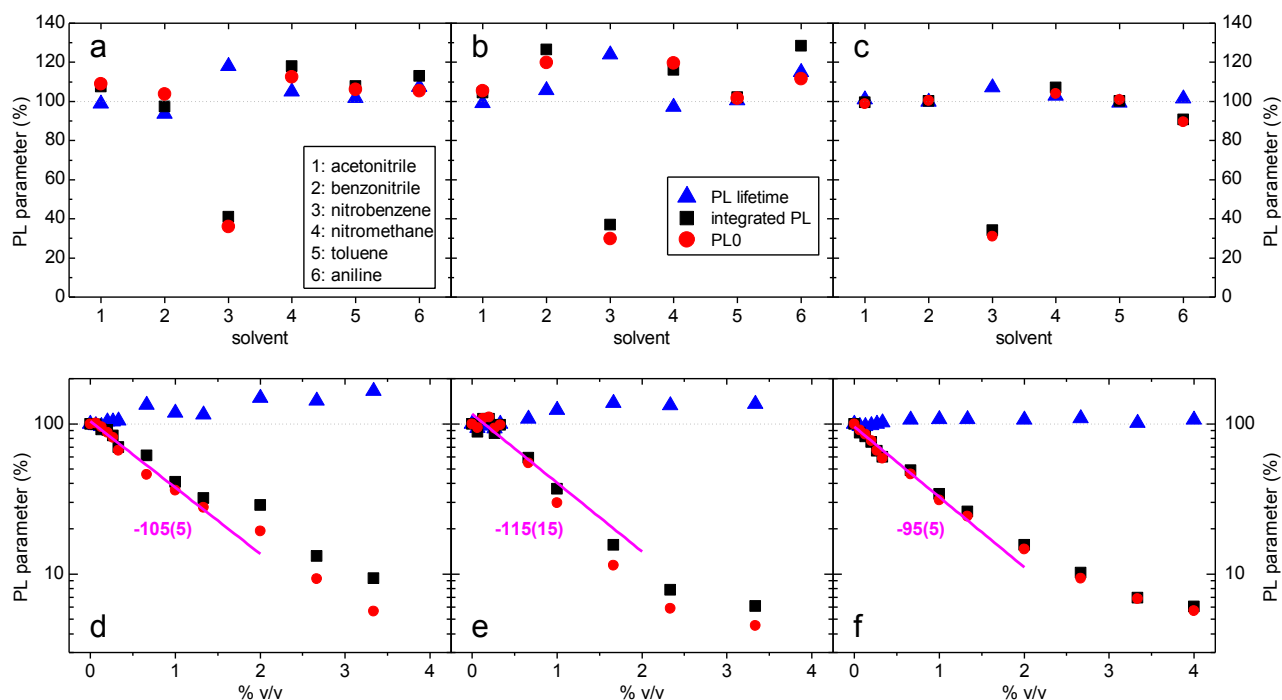 140
120
100
80
60
40
20
0
PL parameter (%)
a
1: acetonitrile
2: benzonitrile
3: nitrobenzene
4: nitromethane
5: toluene
6: aniline
1 2 3 4 5 6
solvent
b
PL lifetime
integrated PL
PL0
1 2 3 4 5 6
solvent
c
1 2 3 4 5 6
solvent
140
120
100
80
60
40
20
0
PL parameter (%)
100
10
PL parameter (%)
-105(5)
d
0 1 2 3 4
% v/v
-115(15)
e
0 1 2 3 4
% v/v
-95(5)
f
0 1 2 3 4
% v/v
100
10
PL parameter (%)